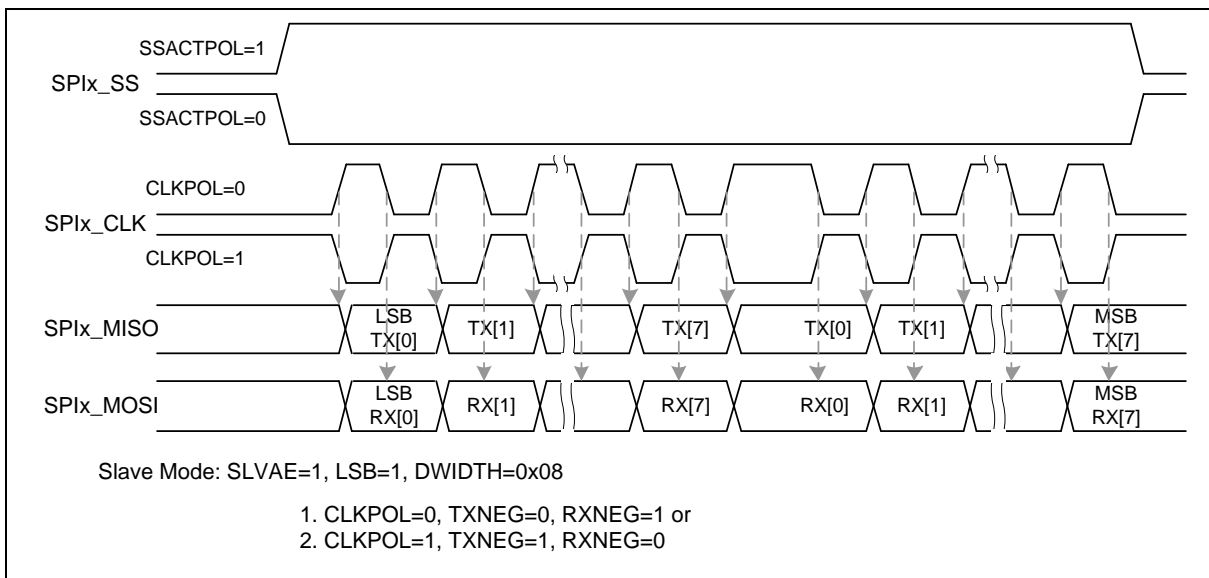 SSACTPOL=1
SPIx_SS
SSACTPOL=0
CLKPOL=0
SPIx_CLK
CLKPOL=1
SPIx_MISO
LSB
TX[0]
TX[1]
TX[7]
TX[0]
TX[1]
MSB
TX[7]
SPIx_MOSI
LSB
RX[0]
RX[1]
RX[7]
RX[0]
RX[1]
MSB
RX[7]
Slave Mode: SLVAE=1, LSB=1, DWIDTH=0x08
1. CLKPOL=0, TXNEG=0, RXNEG=1 or
2. CLKPOL=1, TXNEG=1, RXNEG=0